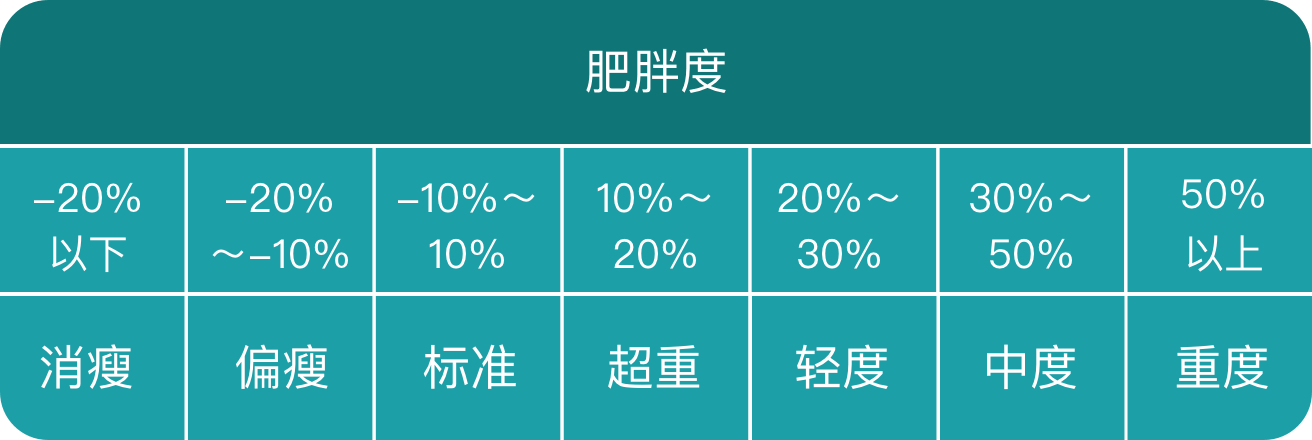 肥胖度
–20%
以下
–20%
～–10%
–10%～
10%
10%～
20%
20%～
30%
30%～
50%
50%
以上
消瘦
偏瘦
标准
超重
轻度
中度
重度